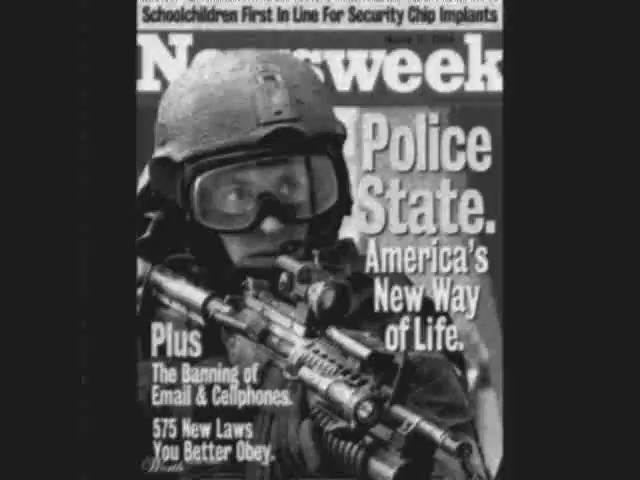 Schoolchildren First In Line For Security Chip Implants
Newsweek
Police
State.
America's
New Way
of Life.
Plus
The Banning of
Email & Cellphones.
575 New Laws
You Better Obey.